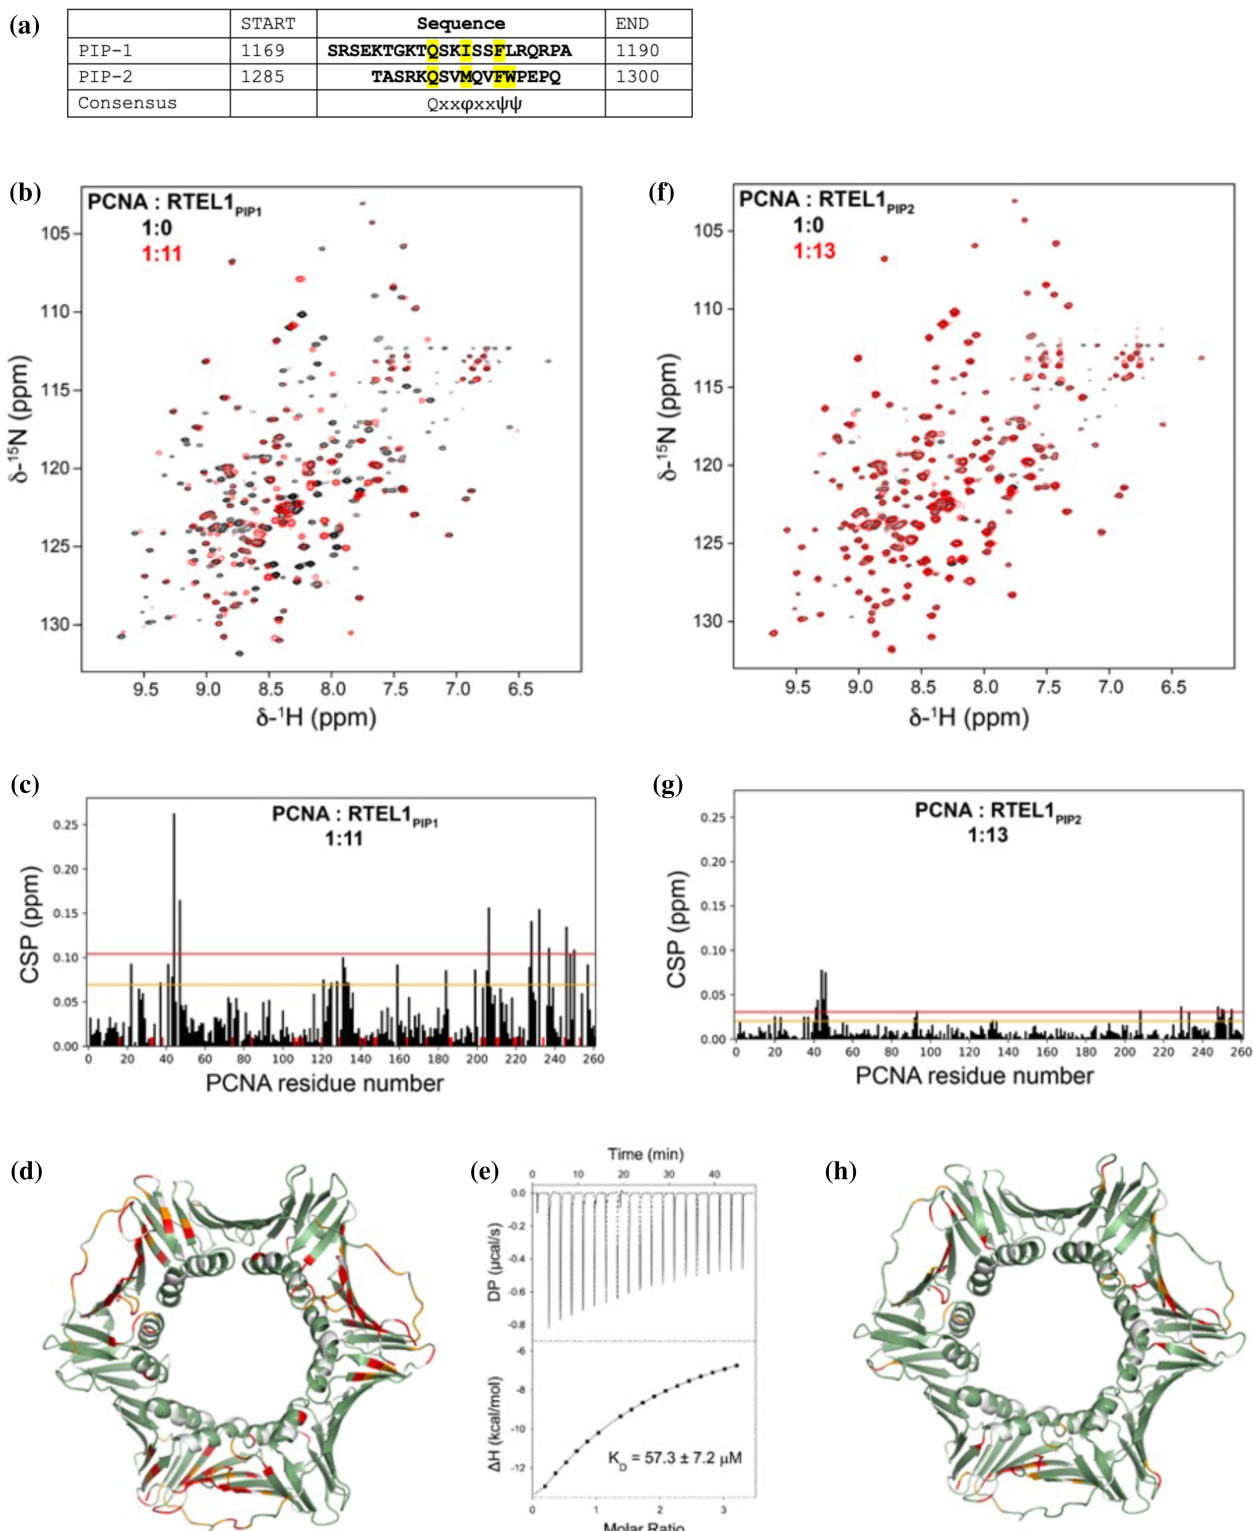 (a)
START Sequence END
PIP-1 1169 SRSEKTGKTQSKISSFLRQRPA 1190
PIP-2 1285 TASRKQSVMQVFWPEPQ 1300
Consensus Qxxφxxψψ
(b)
PCNA : RTEL1PIP1
1:0
1:11
105
110
115
120
125
130
δ-15N (ppm)
9.5 9.0 8.5 8.0 7.5 7.0 6.5
δ-1H (ppm)
(f)
PCNA : RTEL1PIP2
1:0
1:13
105
110
115
120
125
130
δ-15N (ppm)
9.5 9.0 8.5 8.0 7.5 7.0 6.5
δ-1H (ppm)
(c)
PCNA : RTEL1PIP1
1:11
0.25
0.20
0.15
0.10
0.05
0.00
CSP (ppm)
0 20 40 60 80 100 120 140 160 180 200 220 240 260
PCNA residue number
(g)
PCNA : RTEL1PIP2
1:13
0.25
0.20
0.15
0.10
0.05
0.00
CSP (ppm)
0 20 40 60 80 100 120 140 160 180 200 220 240 260
PCNA residue number
(d)
(e)
Time (min)
0 10 20 30 40
0.0
-0.2
-0.4
-0.6
-0.8
DP (µcal/s)
-6
-8
-10
-12
ΔH (kcal/mol)
KD = 57.3 ± 7.2 µM
0 1 2 3
Molar Ratio
(h)